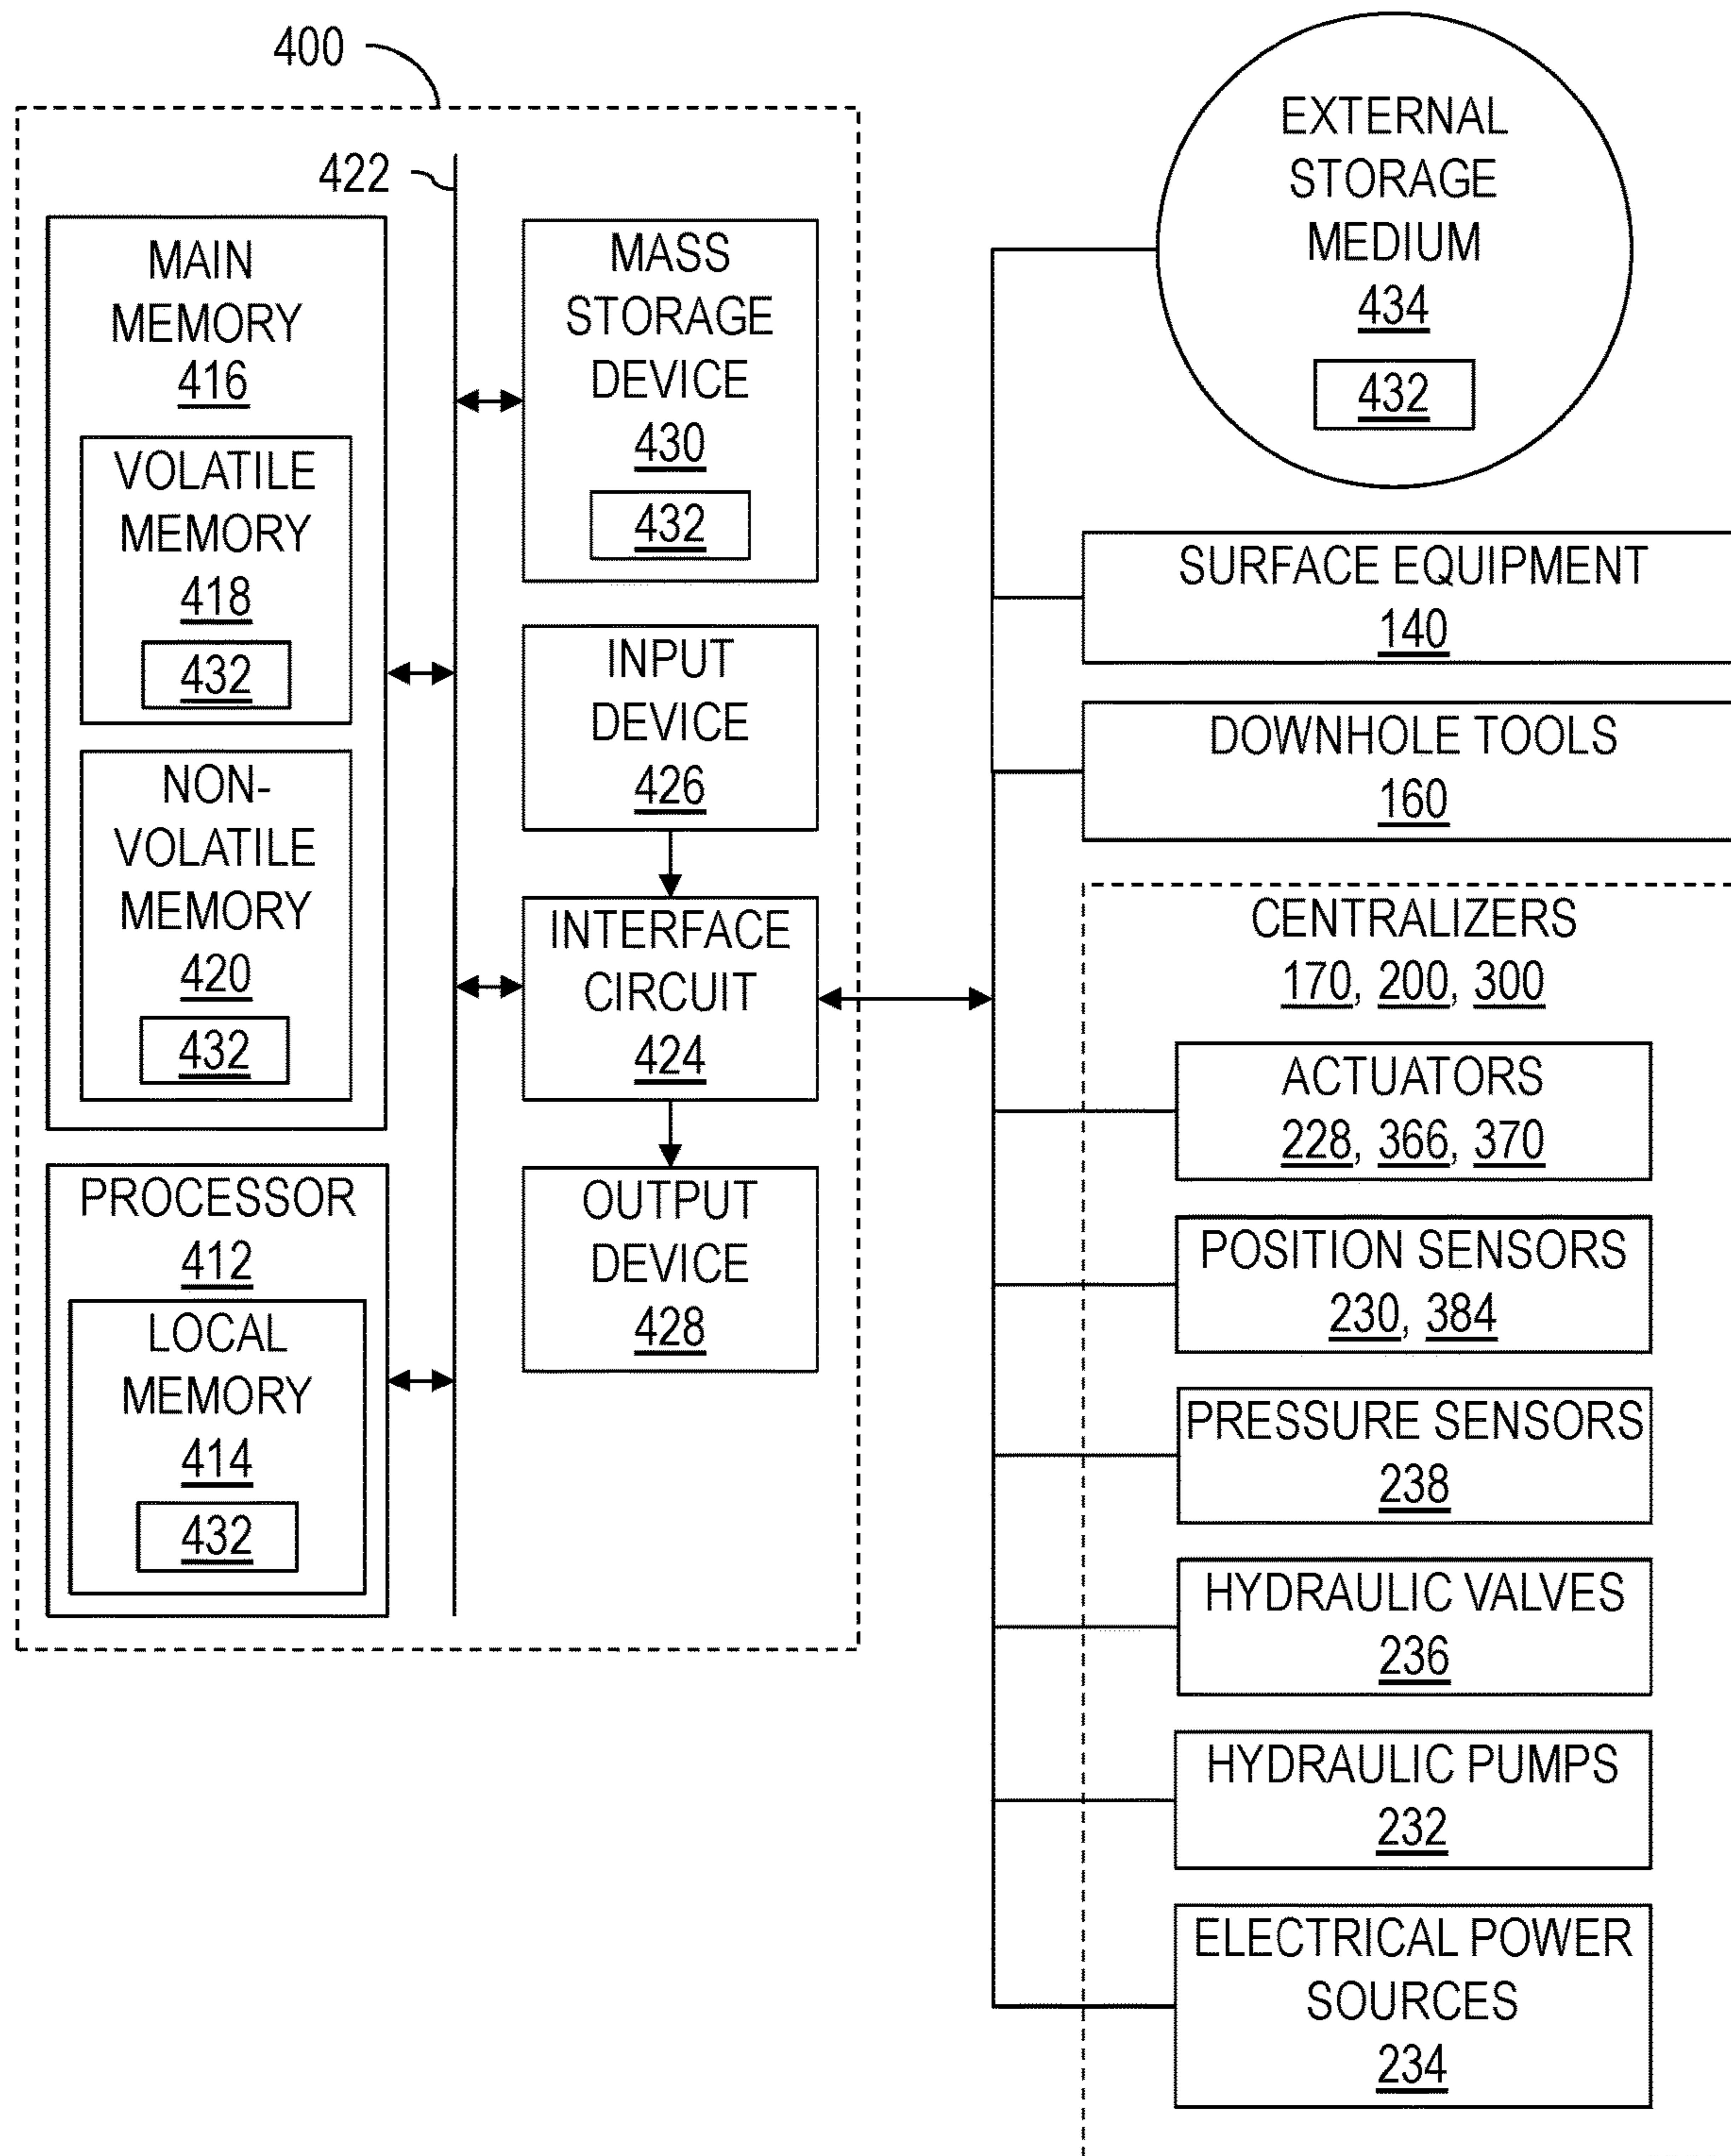 400
422
MAIN
MEMORY
416
VOLATILE
MEMORY
418
432
NON-
VOLATILE
MEMORY
420
432
PROCESSOR
412
LOCAL
MEMORY
414
432
MASS
STORAGE
DEVICE
430
432
INPUT
DEVICE
426
INTERFACE
CIRCUIT
424
OUTPUT
DEVICE
428
EXTERNAL
STORAGE
MEDIUM
434
432
SURFACE EQUIPMENT
140
DOWNHOLE TOOLS
160
CENTRALIZERS
170, 200, 300
ACTUATORS
228, 366, 370
POSITION SENSORS
230, 384
PRESSURE SENSORS
238
HYDRAULIC VALVES
236
HYDRAULIC PUMPS
232
ELECTRICAL POWER
SOURCES
234